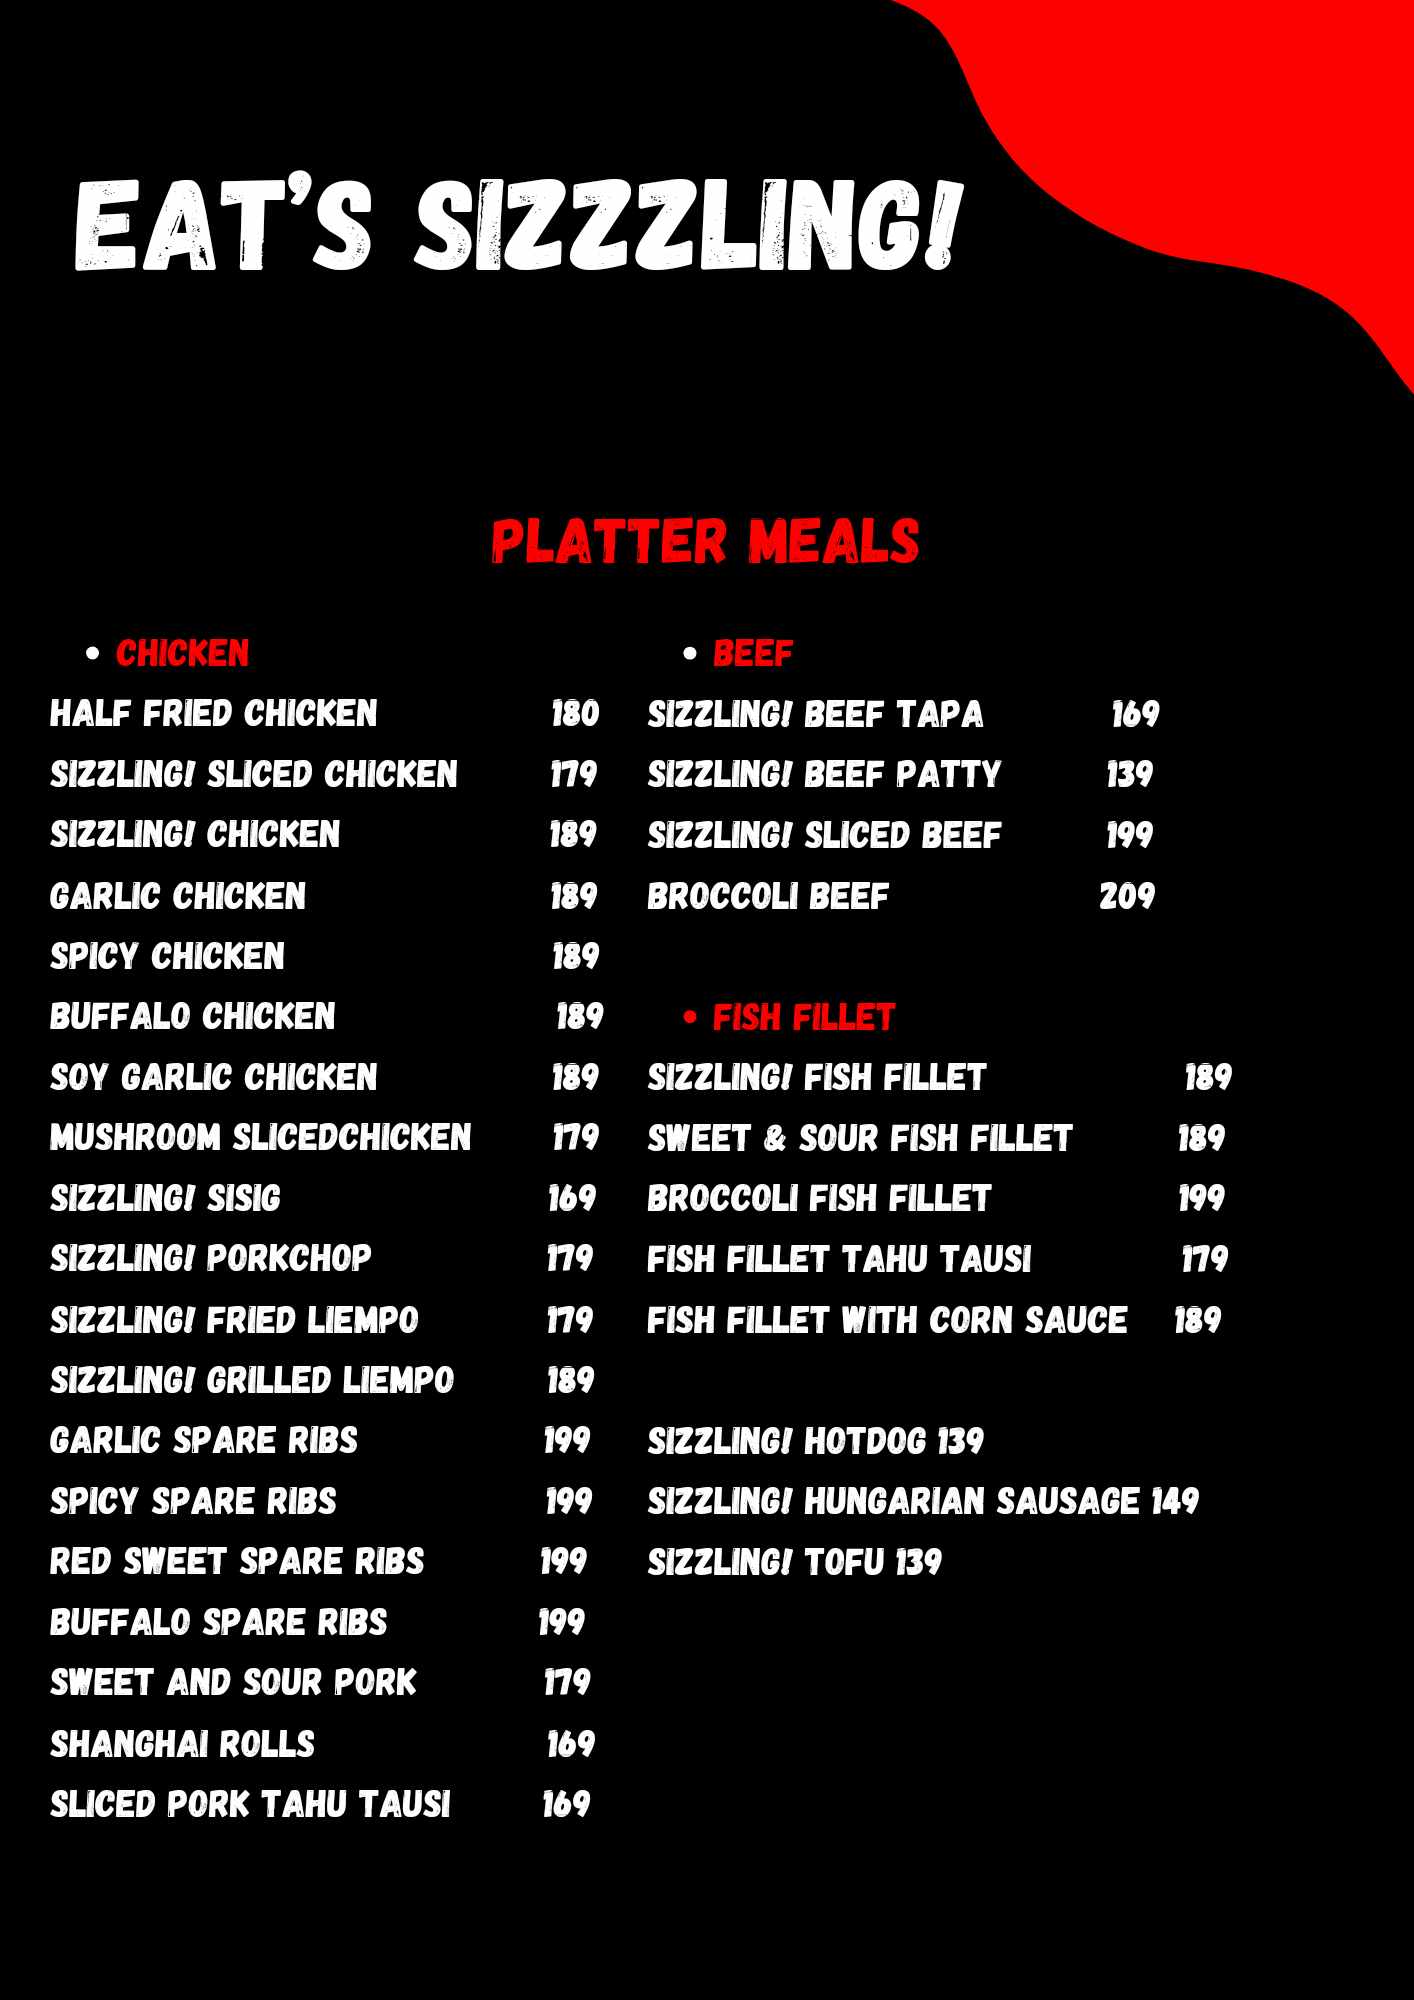 EAT'S SIZZZLING!
PLATTER MEALS
• CHICKEN
HALF FRIED CHICKEN 180
SIZZLING! SLICED CHICKEN 179
SIZZLING! CHICKEN 189
GARLIC CHICKEN 189
SPICY CHICKEN 189
BUFFALO CHICKEN 189
SOY GARLIC CHICKEN 189
MUSHROOM SLICEDCHICKEN 179
SIZZLING! SISIG 169
SIZZLING! PORKCHOP 179
SIZZLING! FRIED LIEMPO 179
SIZZLING! GRILLED LIEMPO 189
GARLIC SPARE RIBS 199
SPICY SPARE RIBS 199
RED SWEET SPARE RIBS 199
BUFFALO SPARE RIBS 199
SWEET AND SOUR PORK 179
SHANGHAI ROLLS 169
SLICED PORK TAHU TAUSI 169
• BEEF
SIZZLING! BEEF TAPA 169
SIZZLING! BEEF PATTY 139
SIZZLING! SLICED BEEF 199
BROCCOLI BEEF 209
• FISH FILLET
SIZZLING! FISH FILLET 189
SWEET & SOUR FISH FILLET 189
BROCCOLI FISH FILLET 199
FISH FILLET TAHU TAUSI 179
FISH FILLET WITH CORN SAUCE 189
SIZZLING! HOTDOG 139
SIZZLING! HUNGARIAN SAUSAGE 149
SIZZLING! TOFU 139